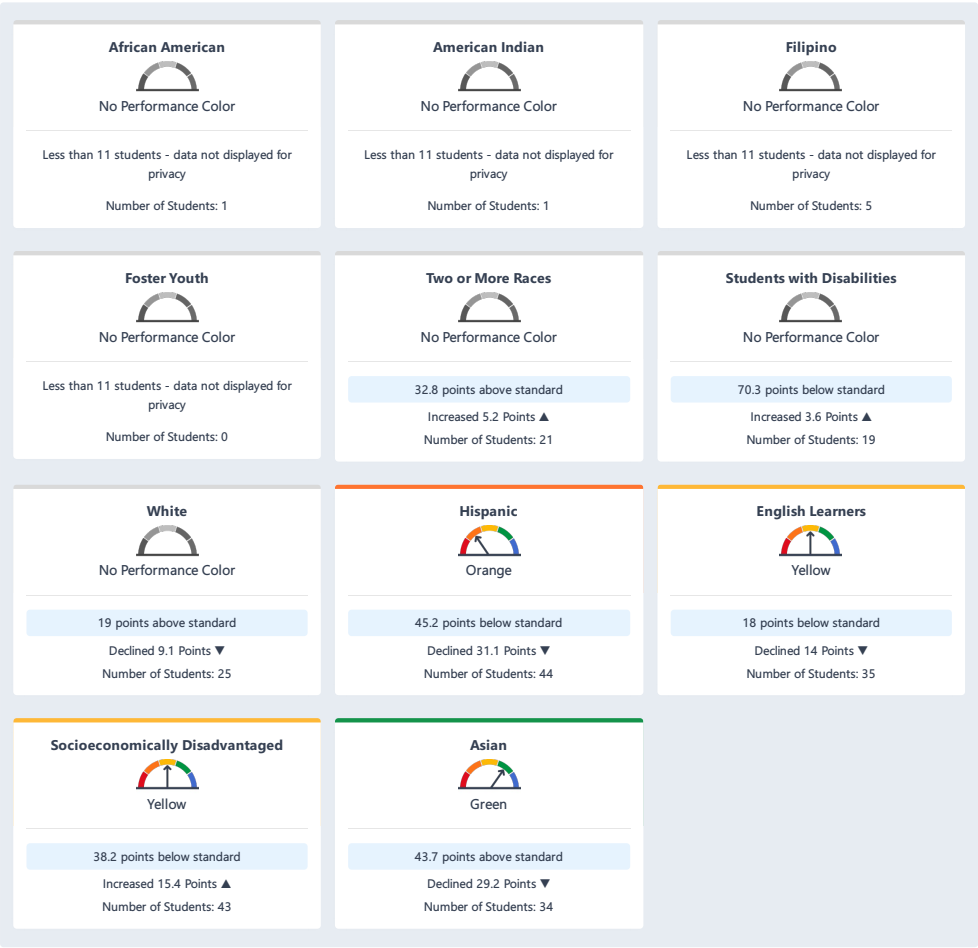 African American
No Performance Color
Less than 11 students - data not displayed for
privacy
Number of Students: 1
American Indian
No Performance Color
Less than 11 students - data not displayed for
privacy
Number of Students: 1
Filipino
No Performance Color
Less than 11 students - data not displayed for
privacy
Number of Students: 5
Foster Youth
No Performance Color
Less than 11 students - data not displayed for
privacy
Number of Students: 0
Two or More Races
No Performance Color
32.8 points above standard
Increased 5.2 Points ▲
Number of Students: 21
Students with Disabilities
No Performance Color
70.3 points below standard
Increased 3.6 Points ▲
Number of Students: 19
White
No Performance Color
19 points above standard
Declined 9.1 Points ▼
Number of Students: 25
Hispanic
Orange
45.2 points below standard
Declined 31.1 Points ▼
Number of Students: 44
English Learners
Yellow
18 points below standard
Declined 14 Points ▼
Number of Students: 35
Socioeconomically Disadvantaged
Yellow
38.2 points below standard
Increased 15.4 Points ▲
Number of Students: 43
Asian
Green
43.7 points above standard
Declined 29.2 Points ▼
Number of Students: 34